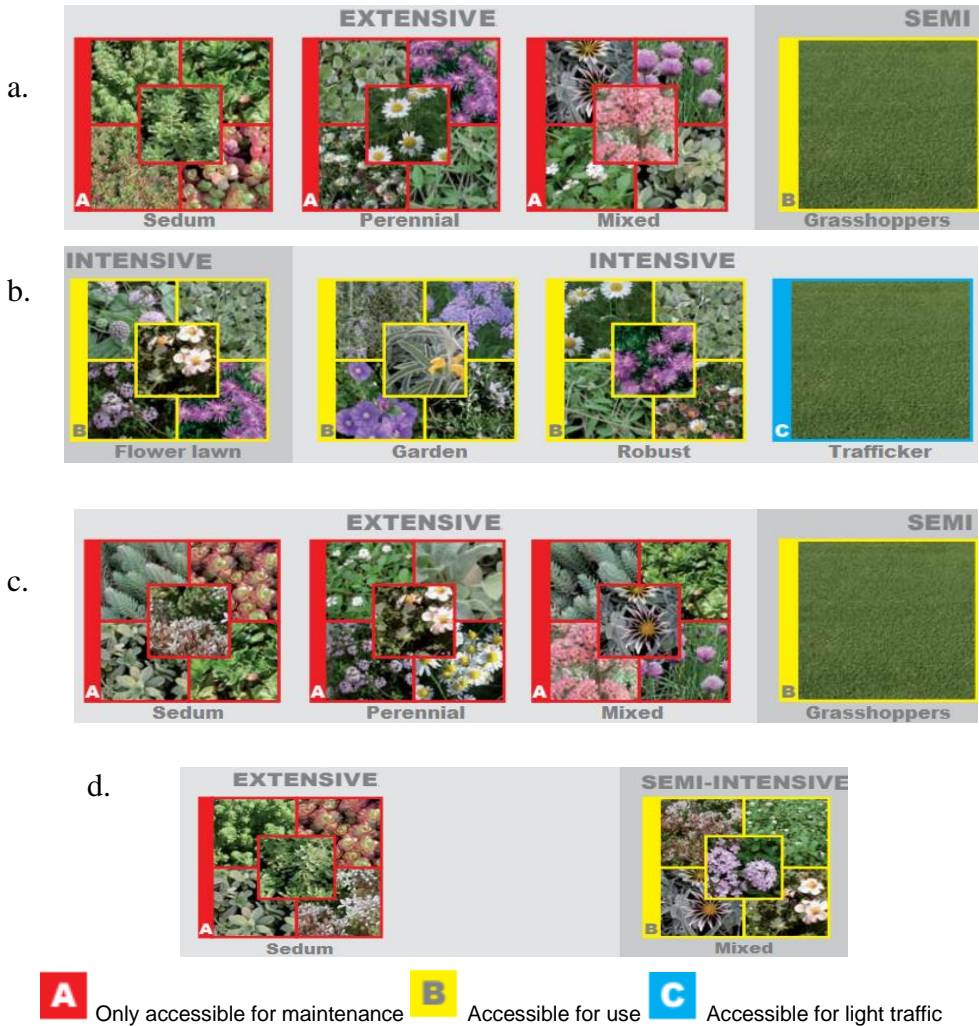 EXTENSIVE SEMI
a.
A A A B
Sedum Perennial Mixed Grasshoppers
INTENSIVE INTENSIVE
b.
B B B C
Flower lawn Garden Robust Trafficker
EXTENSIVE SEMI
c.
A A A B
Sedum Perennial Mixed Grasshoppers
d.
EXTENSIVE SEMI-INTENSIVE
A B
Sedum Mixed
A Only accessible for maintenance B Accessible for use C Accessible for light traffic